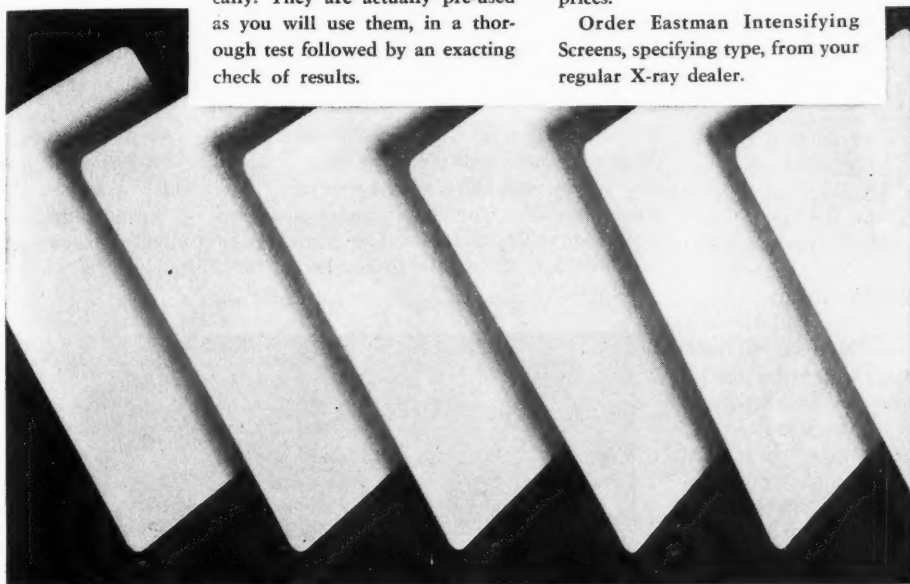 cally. They are actually pre-used
as you will use them, in a thor-
ough test followed by an exacting
check of results.
prices.
Order Eastman Intensifying
Screens, specifying type, from your
regular X-ray dealer.